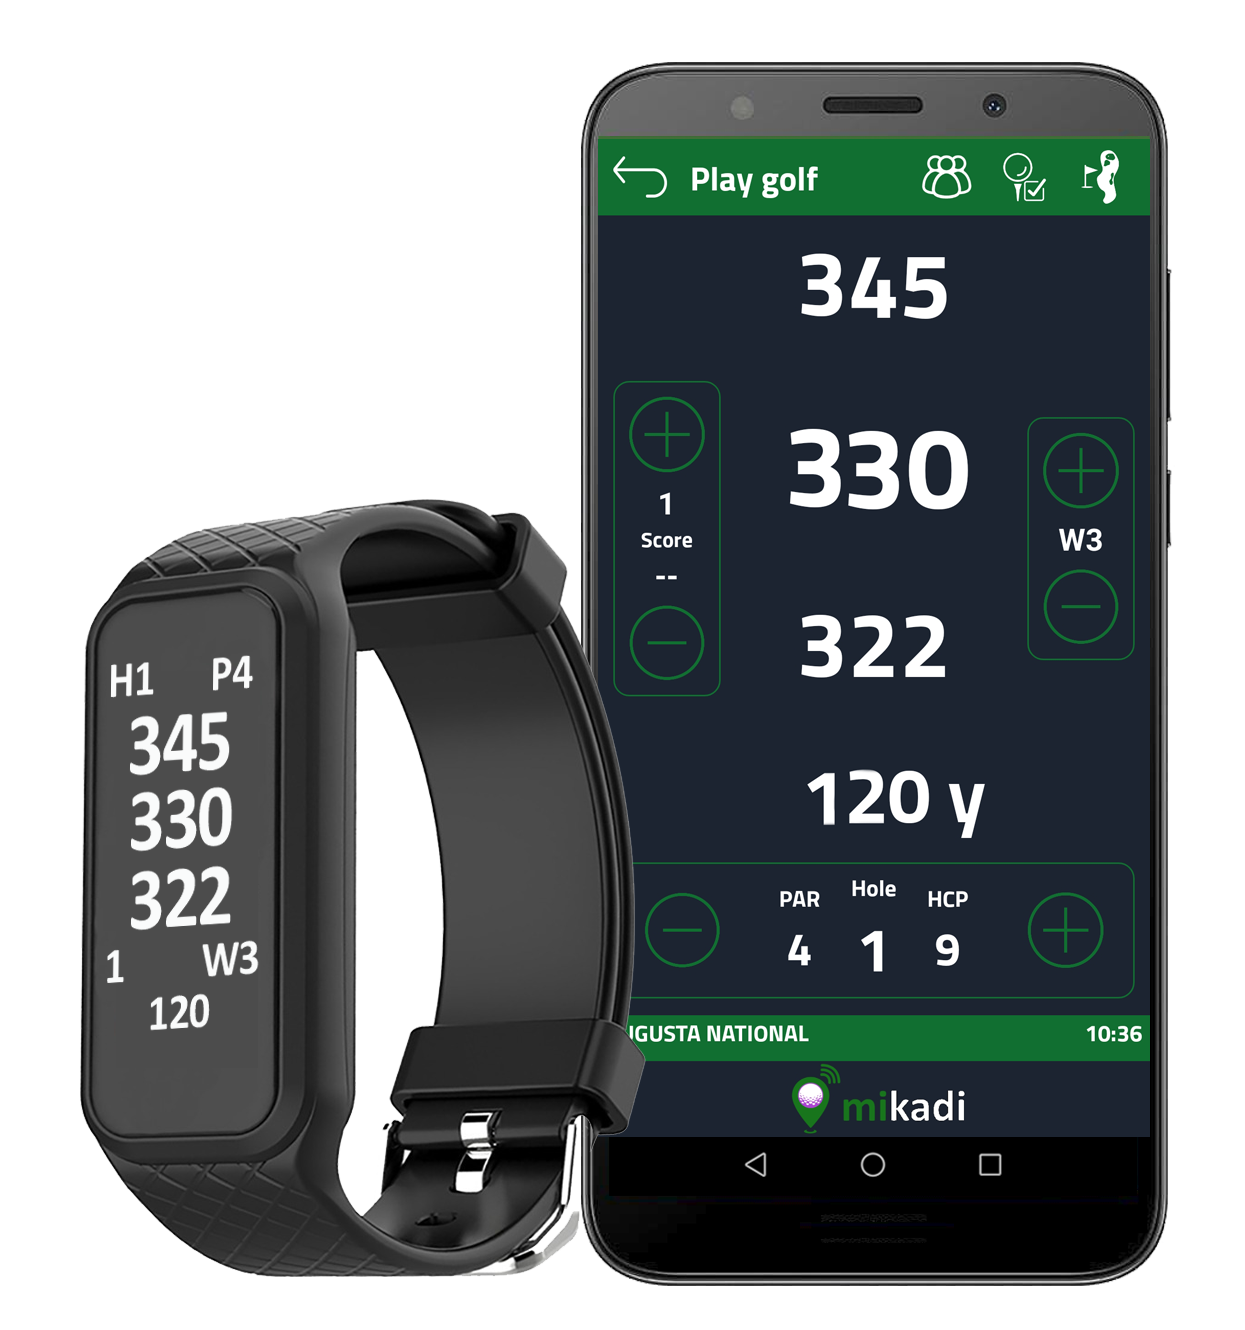 H1 P4
345
330
322
1 W3
120
Play golf
345
330
322
120 y
1
Score
--
W3
PAR Hole HCP
4 1 9
UGUSTA NATIONAL 10:36
mikadi